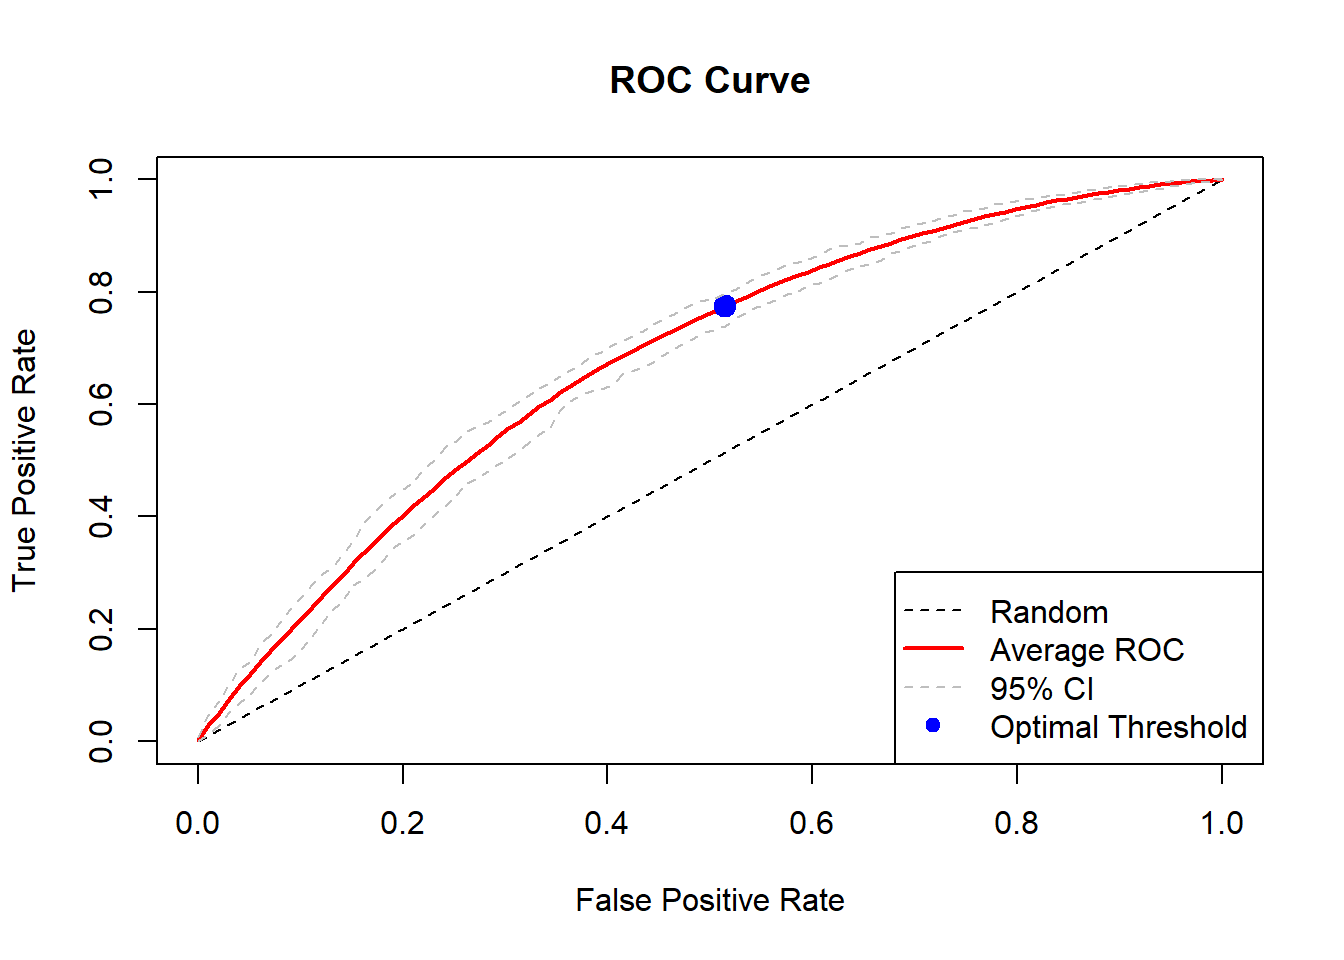 ROC Curve
True Positive Rate
1.0
0.8
0.6
0.4
0.2
0.0
Random
Average ROC
95% CI
Optimal Threshold
0.0 0.2 0.4 0.6 0.8 1.0
False Positive Rate